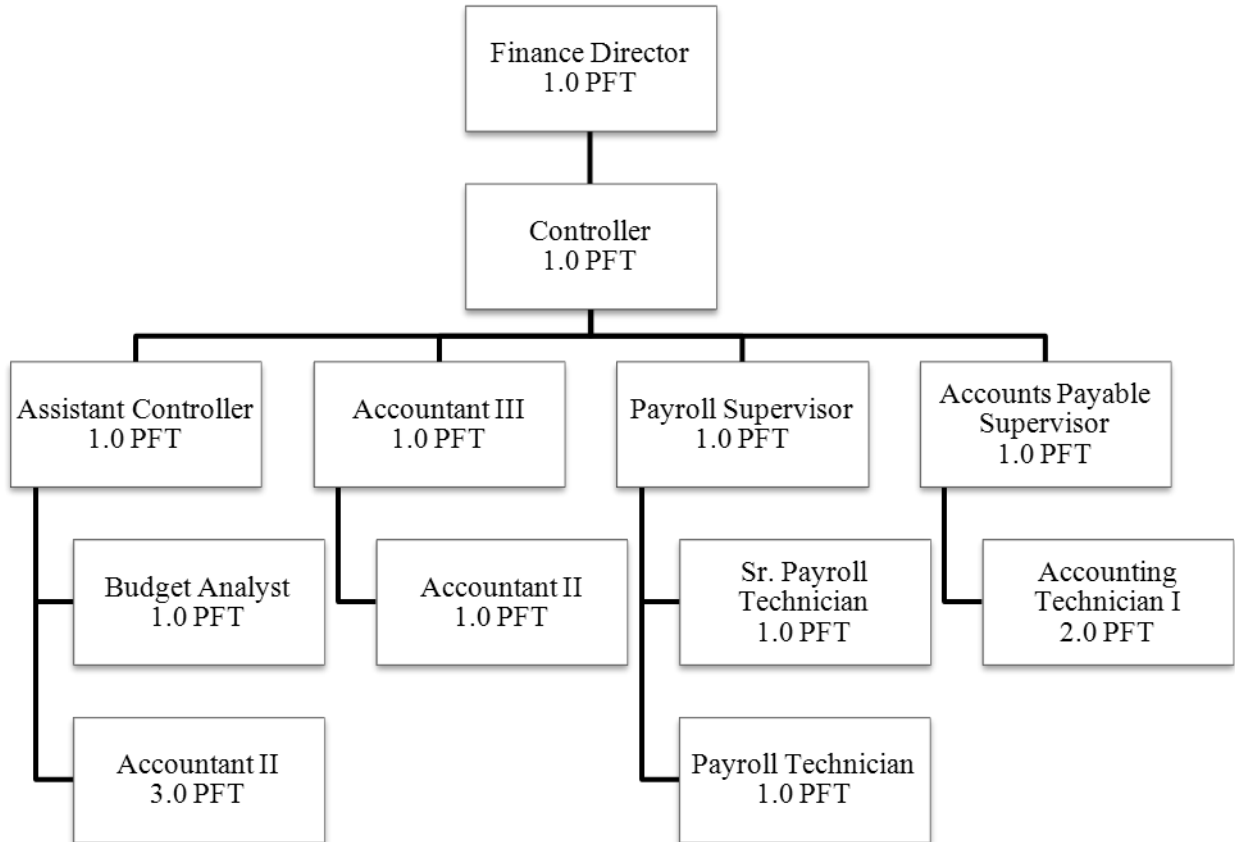 Finance Director
1.0 PFT
Controller
1.0 PFT
Assistant Controller
1.0 PFT
Accountant III
1.0 PFT
Payroll Supervisor
1.0 PFT
Accounts Payable
Supervisor
1.0 PFT
Budget Analyst
1.0 PFT
Accountant II
1.0 PFT
Sr. Payroll
Technician
1.0 PFT
Accounting
Technician I
2.0 PFT
Accountant II
3.0 PFT
Payroll Technician
1.0 PFT